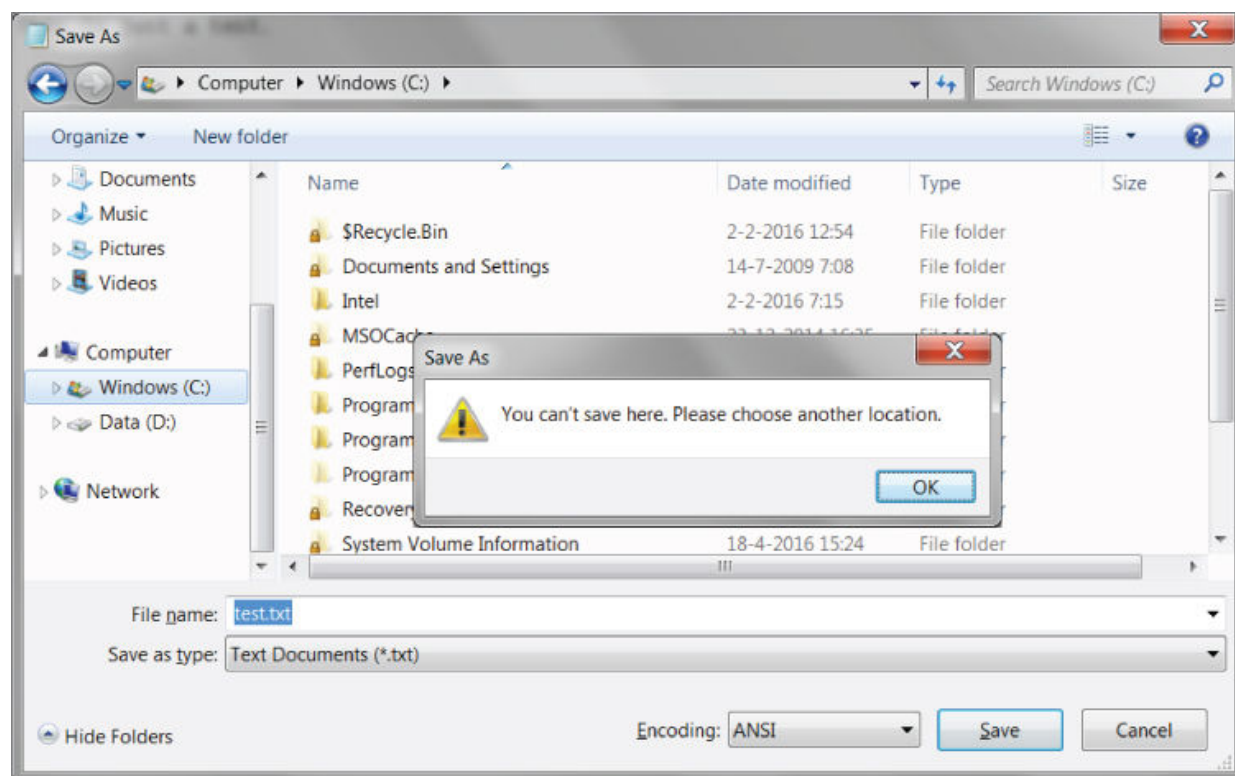 Save As
Computer Windows (C:)
Search Windows (C:)
Organize New folder
Documents
Music
Pictures
Videos
Computer
Windows (C:)
Data (D:)
Network
Name Date modified Type Size
$Recycle.Bin 2-2-2016 12:54 File folder
Documents and Settings 14-7-2009 7:08 File folder
Intel 2-2-2016 7:15 File folder
MSOCache
PerfLogs
Program
Program
Program
Recovery
System Volume Information 18-4-2016 15:24 File folder
Save As
You can't save here. Please choose another location.
OK
File name: test.txt
Save as type: Text Documents (*.txt)
Hide Folders
Encoding: ANSI
Save
Cancel